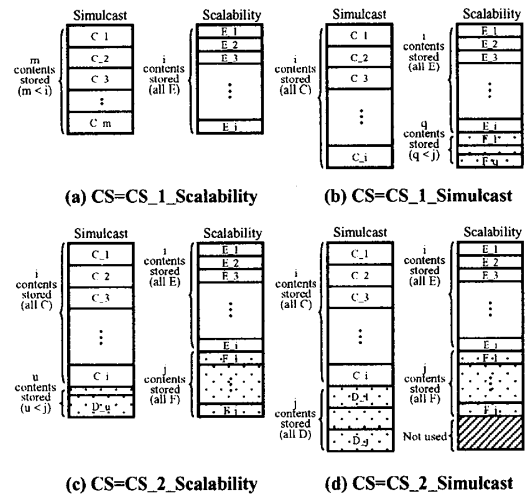 Simulcast
Scalability
m
contents
stored
(m < i)
C_1
C_2
C_3
C_m
i
contents
stored
(all E)
E_1
E_2
E_3
E_i
(a) CS=CS_1_Scalability
Simulcast
Scalability
i
contents
stored
(all C)
C_1
C_2
C_3
C_i
i
contents
stored
(all E)
q
contents
stored
(q < j)
E_1
E_2
E_3
E_i
F_1
F_q
(b) CS=CS_1_Simulcast
Simulcast
Scalability
i
contents
stored
(all C)
u
contents
stored
(u < j)
C_1
C_2
C_3
C_i
D_u
i
contents
stored
(all E)
j
contents
stored
(all F)
E_1
E_2
E_3
E_i
F_1
F_j
(c) CS=CS_2_Scalability
Simulcast
Scalability
i
contents
stored
(all C)
j
contents
stored
(all D)
C_1
C_2
C_3
C_i
D_1
D_j
i
contents
stored
(all E)
j
contents
stored
(all F)
Not used
E_1
E_2
E_3
E_i
F_1
F_j
(d) CS=CS_2_Simulcast